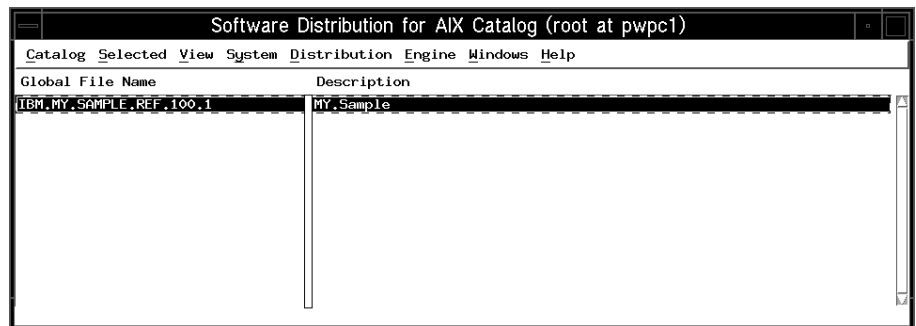 Software Distribution for AIX Catalog (root at pwpc1)
Catalog Selected View System Distribution Engine Windows Help
Global File Name Description
IBM.MY.SAMPLE.REF.100.1 MY.Sample